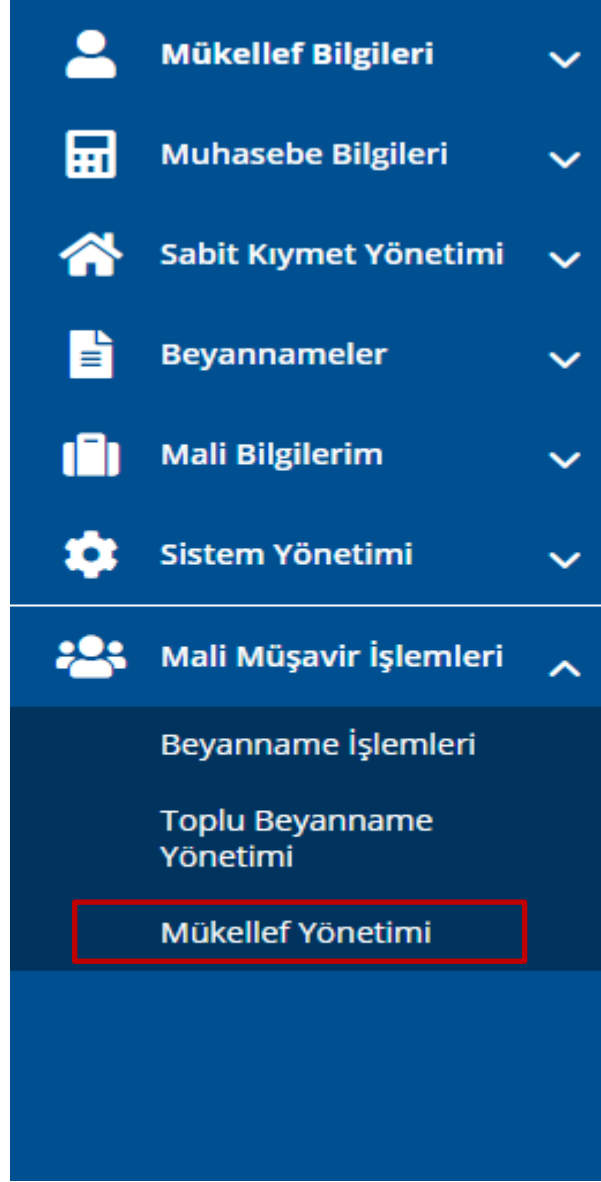 Mükellef Bilgileri
Muhasebe Bilgileri
Sabit Kıymet Yönetimi
Beyannameler
Mali Bilgilerim
Sistem Yönetimi
Mali Müşavir İşlemleri
Beyanname İşlemleri
Toplu Beyanname
Yönetimi
Mükellef Yönetimi